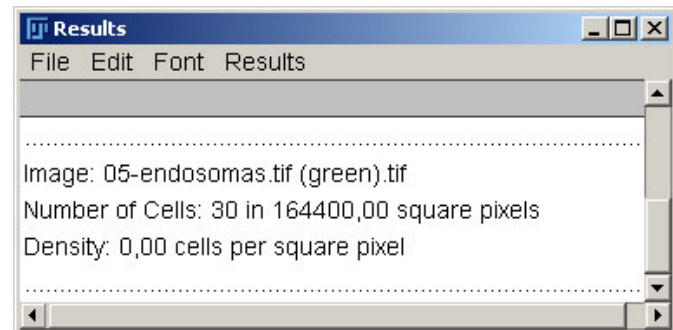 Results
File Edit Font Results
Image: 05-endosomas.tif (green).tif
Number of Cells: 30 in 164400,00 square pixels
Density: 0,00 cells per square pixel